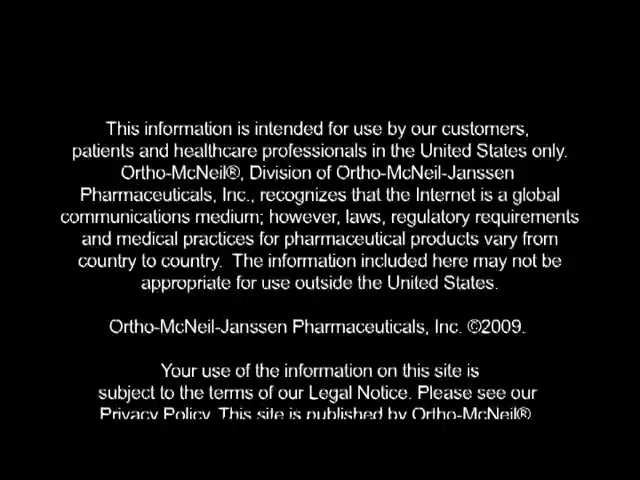 This information is intended for use by our customers,
patients and healthcare professionals in the United States only.
Ortho-McNeil®, Division of Ortho-McNeil-Janssen
Pharmaceuticals, Inc., recognizes that the Internet is a global
communications medium; however, laws, regulatory requirements
and medical practices for pharmaceutical products vary from
country to country. The information included here may not be
appropriate for use outside the United States.
Ortho-McNeil-Janssen Pharmaceuticals, Inc. ©2009.
Your use of the information on this site is
subject to the terms of our Legal Notice. Please see our
Privacy Policy. This site is published by Ortho-McNeil®